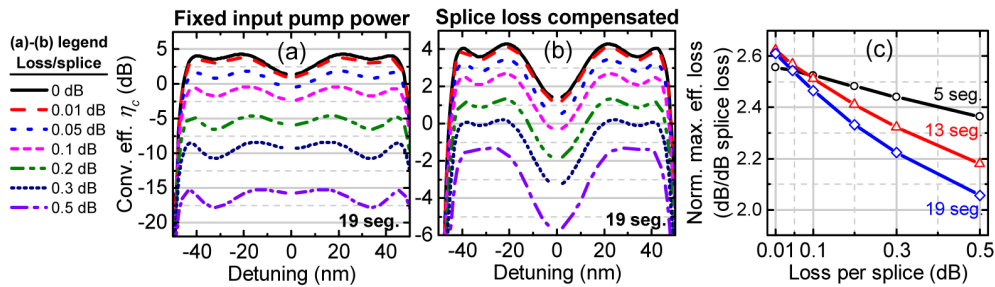 Fixed input pump power
Splice loss compensated
(a)-(b) legend
Loss/splice
0 dB
0.01 dB
0.05 dB
0.1 dB
0.2 dB
0.3 dB
0.5 dB
Conv. eff. ηc (dB)
5
0
-5
-10
-15
-20
(a)
19 seg.
-40 -20 0 20 40
Detuning (nm)
4
2
0
-2
-4
-6
(b)
19 seg.
-40 -20 0 20 40
Detuning (nm)
Norm. max. eff. loss
(dB/dB splice loss)
2.6
2.4
2.2
2.0
(c)
5 seg.
13 seg.
19 seg.
0.01 0.1 0.3 0.5
Loss per splice (dB)